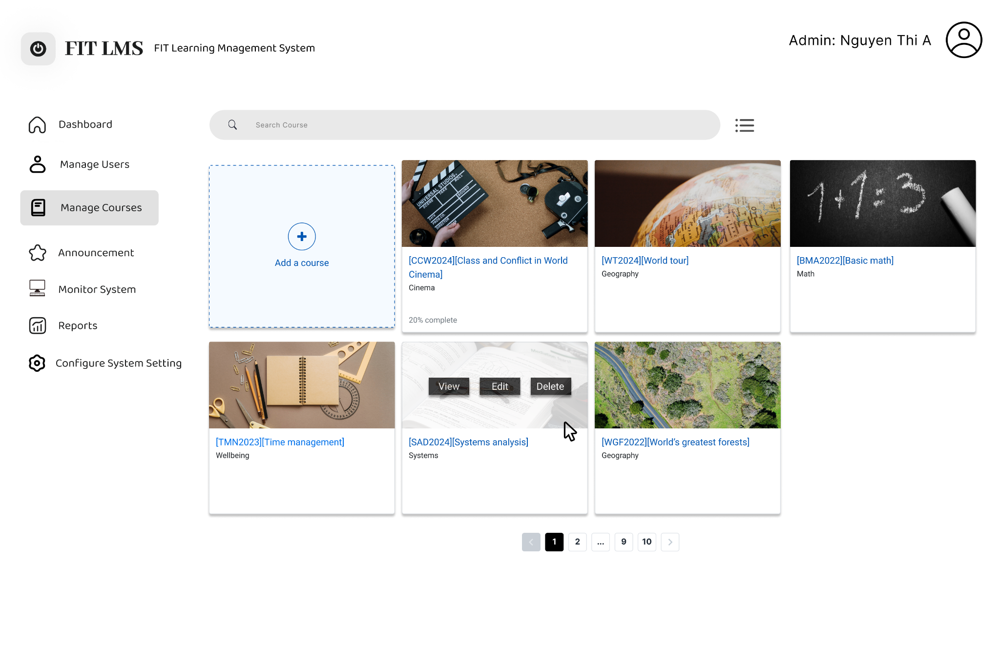 FIT LMS
FIT Learning Mnagement System
Admin: Nguyen Thi A
Dashboard
Manage Users
Manage Courses
Announcement
Monitor System
Reports
Configure System Setting
Search Course
Add a course
UNIVERSAL STUDIOS
SCENE TAKE ROLL
SOUND
DATE
PROD.CO.
DIRECTOR
[CCW2024][Class and Conflict in World
Cinema]
Cinema
20% complete
[WT2024][World tour]
Geography
1+1=3
[BMA2022][Basic math]
Math
[TMN2023][Time management]
Wellbeing
View
Edit
Delete
[SAD2024][Systems analysis]
Systems
[WGF2022][World’s greatest forests]
Geography
1 2 ... 9 10